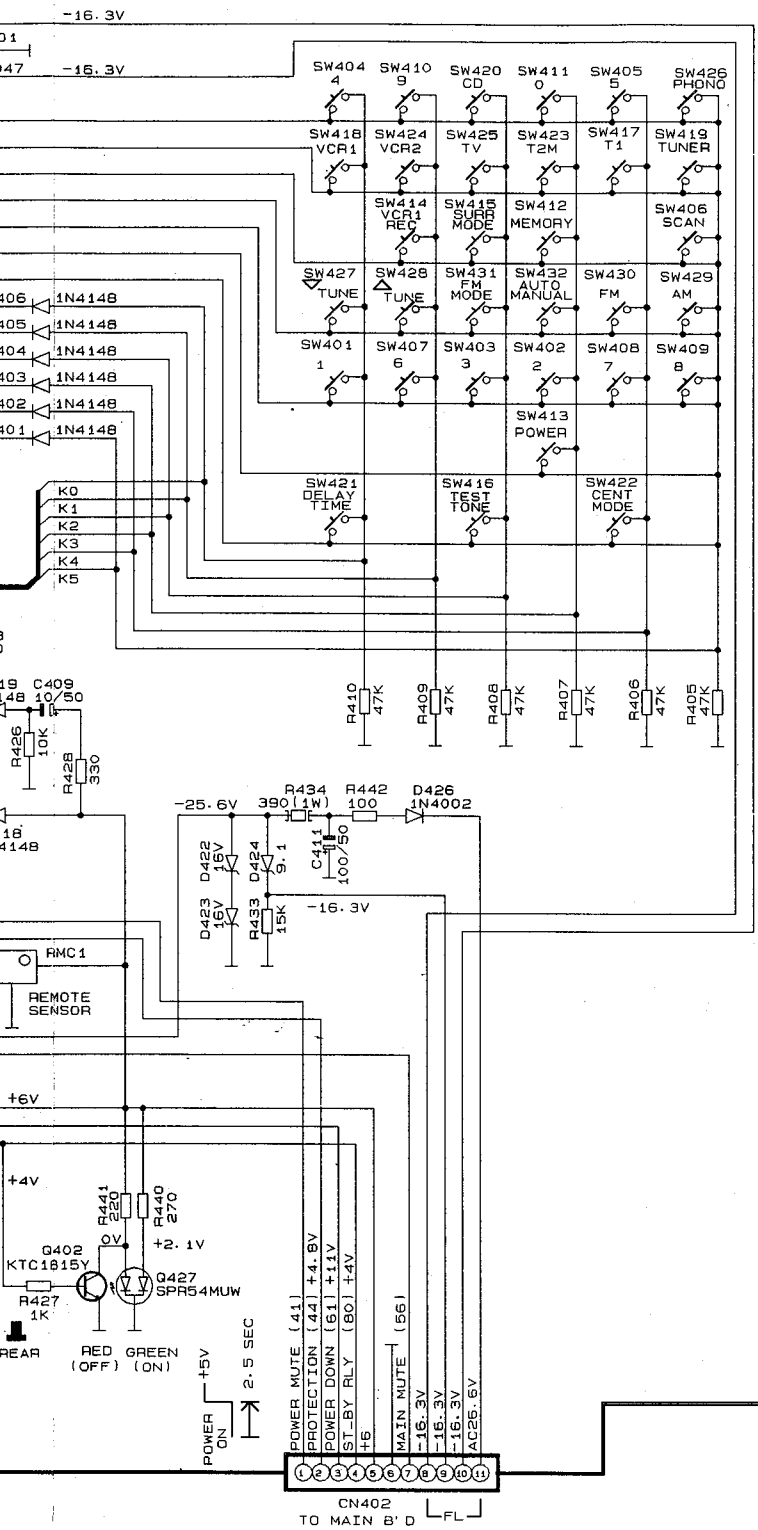 -16.3V
01
947 -16.3V
SW404 SW410 SW420 SW411 SW405 SW426
4 9 CD 0 5 PHONO
SW418 SW424 SW425 SW423 SW417 SW419
VCR1 VCR2 TV T2M T1 TUNER
SW414 SW415 SW412 SW406
VCR1 SURR MEMORY SCAN
REC MODE
SW427 SW428 SW431 SW432 SW430 SW429
TUNE TUNE FM AUTO FM AM
MODE MANUAL
406 1N4148
405 1N4148
404 1N4148
403 1N4148
402 1N4148
401 1N4148
SW401 SW407 SW403 SW402 SW408 SW409
1 6 3 2 7 8
SW413
POWER
SW421 SW416 SW422
DELAY TEST CENT
TIME TONE MODE
K0
K1
K2
K3
K4
K5
19 C409
148 10/50
R426
10K
R428
330
R410 47K
R409 47K
R408 47K
R407 47K
R406 47K
R405 47K
18
4148
-25.6V
R434 R442 D426
390(1W) 100 1N4002
C411
100/50
D422
16V
D424
9.1
D423
16V
R433
15K
-16.3V
RMC1
REMOTE
SENSOR
+6V
+4V
R441
220
R440
270
0V
+2.1V
Q402
KTC1815Y
Q427
SPR54MUW
R427
1K
REAR
RED GREEN
(OFF) (ON)
+5V
POWER
ON
2.5 SEC
POWER MUTE (41)
PROTECTION (44) +4.8V
POWER DOWN (61) +11V
ST-BY RLY (80) +4V
+6
MAIN MUTE (56)
-16.3V
-16.3V
-16.3V
AC26.6V
1 2 3 4 5 6 7 8 9 10 11
CN402
TO MAIN B'D
FL